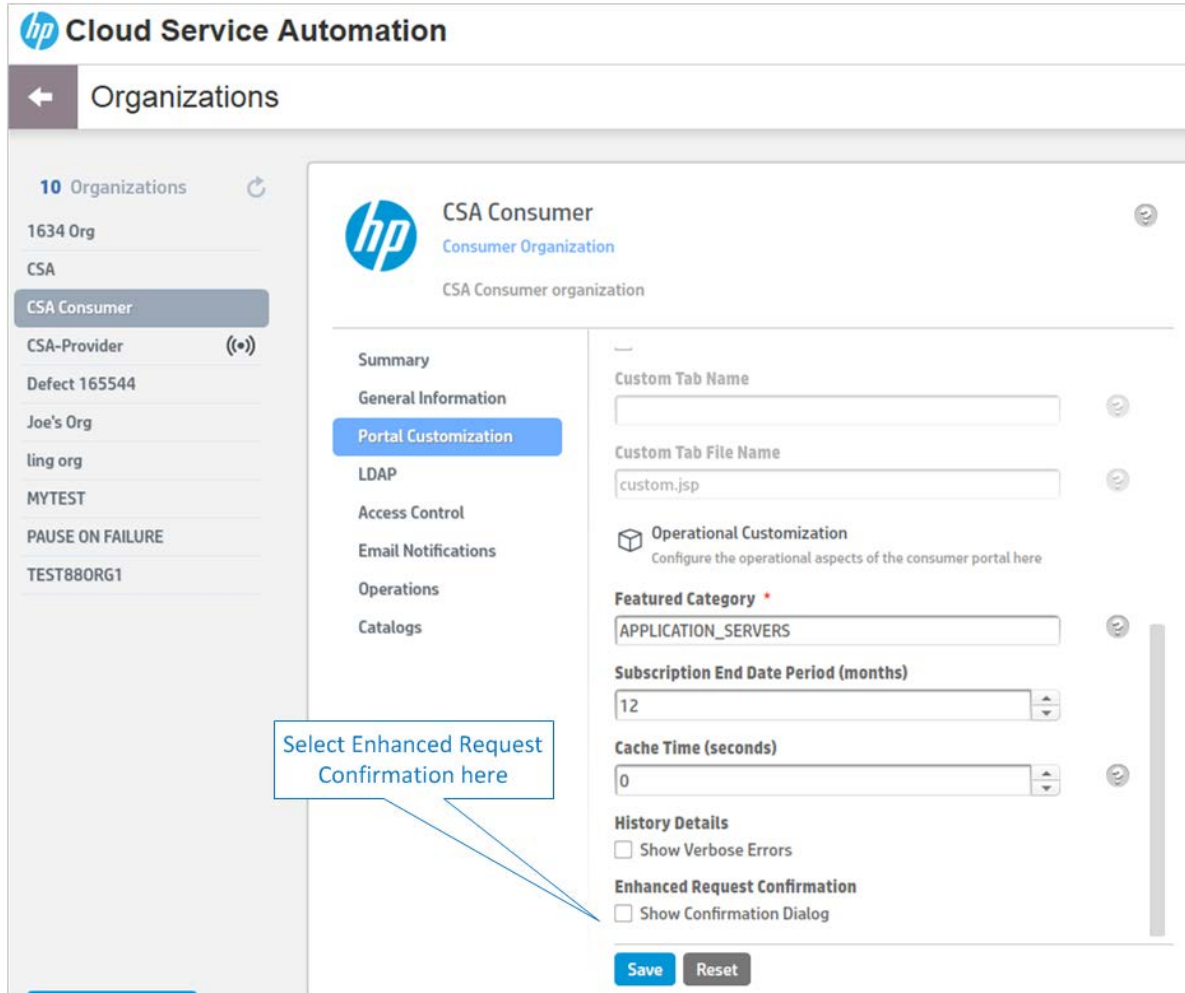 hp Cloud Service Automation
Organizations
10 Organizations
1634 Org
CSA
CSA Consumer
CSA-Provider
Defect 165544
Joe's Org
ling org
MYTEST
PAUSE ON FAILURE
TEST88ORG1
hp
CSA Consumer
Consumer Organization
CSA Consumer organization
Summary
General Information
Portal Customization
LDAP
Access Control
Email Notifications
Operations
Catalogs
Custom Tab Name
Custom Tab File Name
custom.jsp
Operational Customization
Configure the operational aspects of the consumer portal here
Featured Category *
APPLICATION_SERVERS
Subscription End Date Period (months)
12
Cache Time (seconds)
0
History Details
Show Verbose Errors
Enhanced Request Confirmation
Show Confirmation Dialog
Save Reset
Select Enhanced Request
Confirmation here